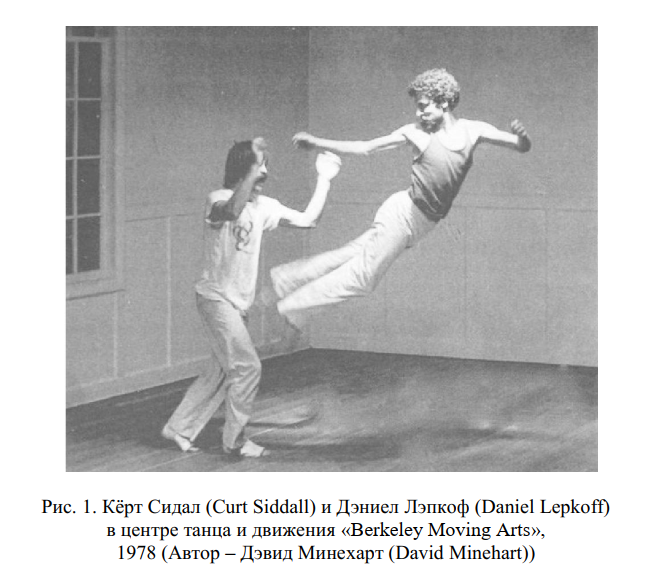 Рис. 1. Кёрт Сидал (Curt Siddall) и Дэниел Лэпкоф (Daniel Lepkoff)
в центре танца и движения «Berkeley Moving Arts»,
1978 (Автор – Дэвид Минехарт (David Minehart))